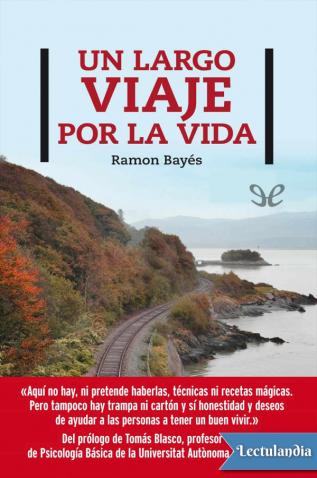 UN LARGO
VIAJE
POR LA VIDA
Ramon Bayés
«Aquí no hay, ni pretende haberlas, técnicas ni recetas mágicas.
Pero tampoco hay trampa ni cartón y sí honestidad y deseos
de ayudar a las personas a tener un buen vivir.»
Del prólogo de Tomás Blasco, profesor
de Psicología Básica de la Universitat Autònoma
Lectulandia